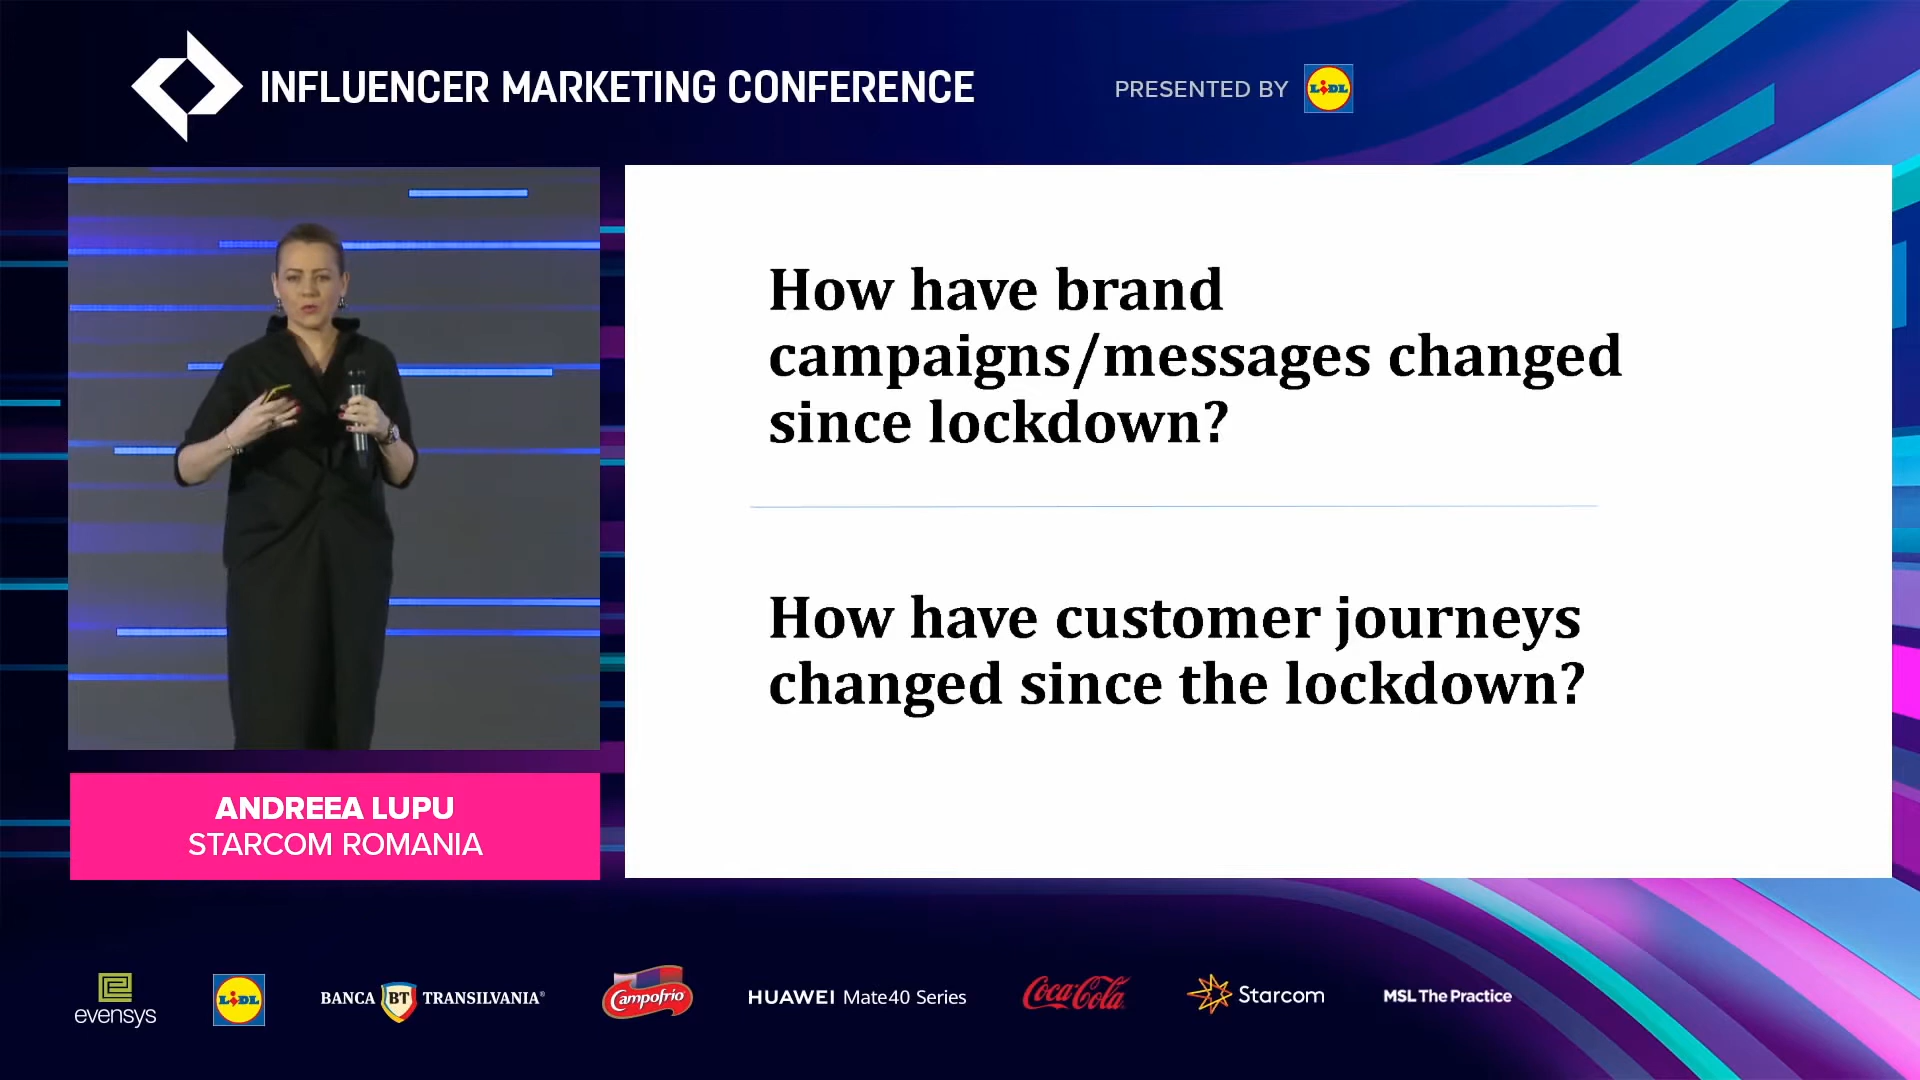 INFLUENCER MARKETING CONFERENCE
PRESENTED BY
LIDL
How have brand
campaigns/messages changed
since lockdown?
How have customer journeys
changed since the lockdown?
ANDREEA LUPU
STARCOM ROMANIA
evensys
LIDL
BANCA BT TRANSILVANIA®
Campofrío
HUAWEI Mate40 Series
Coca-Cola
Starcom
MSL The Practice